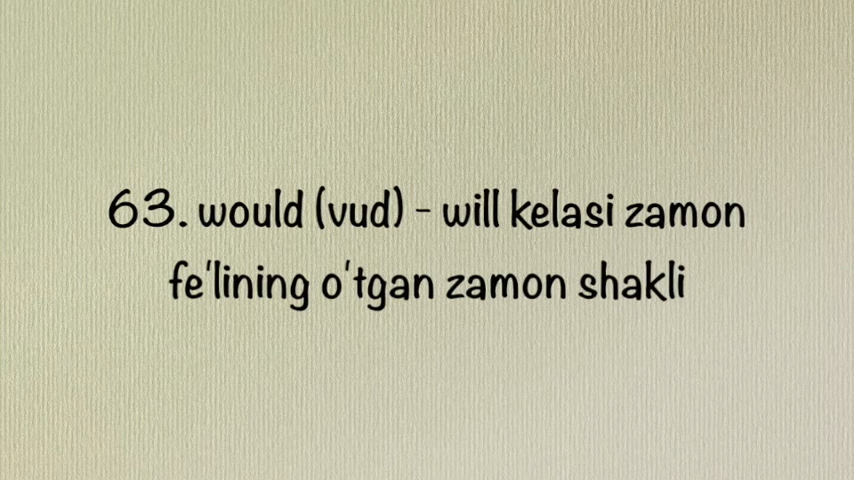 63. would (vud) - will kelasi zamon
fe'lining o'tgan zamon shakli